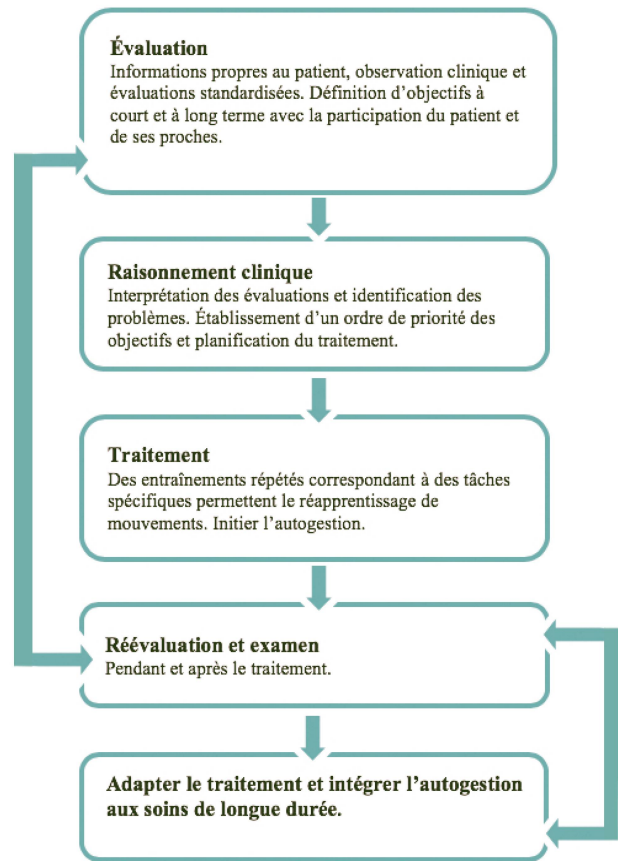 Évaluation
Informations propres au patient, observation clinique et
évaluations standardisées. Définition d’objectifs à
court et à long terme avec la participation du patient et
de ses proches.
Raisonnement clinique
Interprétation des évaluations et identification des
problèmes. Établissement d’un ordre de priorité des
objectifs et planification du traitement.
Traitement
Des entraînements répétés correspondant à des tâches
spécifiques permettent le réapprentissage de
mouvements. Initier l’autogestion.
Réévaluation et examen
Pendant et après le traitement.
Adapter le traitement et intégrer l’autogestion
aux soins de longue durée.